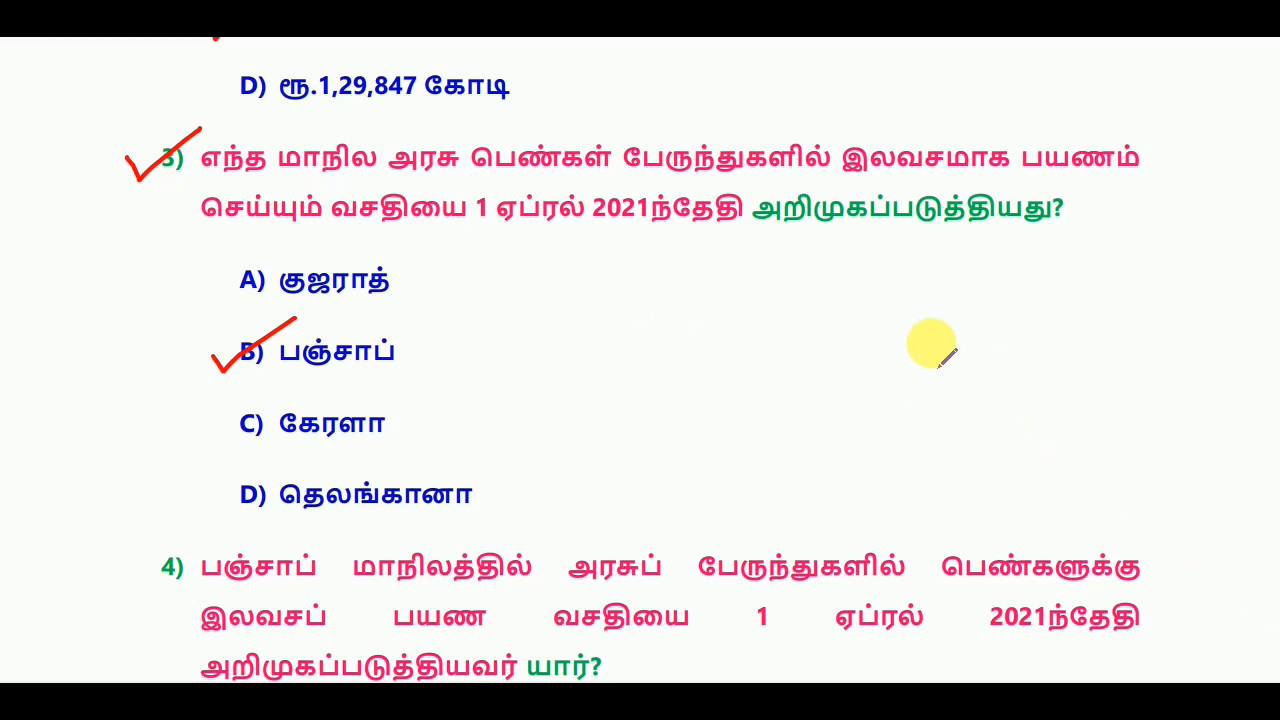 D) ரூ.1,29,847 கோடி
3) எந்த மாநில அரசு பெண்கள் பேருந்துகளில் இலவசமாக பயணம்
செய்யும் வசதியை 1 ஏப்ரல் 2021ந்தேதி அறிமுகப்படுத்தியது?
A) குஜராத்
B) பஞ்சாப்
C) கேரளா
D) தெலங்கானா
4) பஞ்சாப் மாநிலத்தில் அரசுப் பேருந்துகளில் பெண்களுக்கு
இலவசப் பயண வசதியை 1 ஏப்ரல் 2021ந்தேதி
அறிமுகப்படுத்தியவர் யார்?